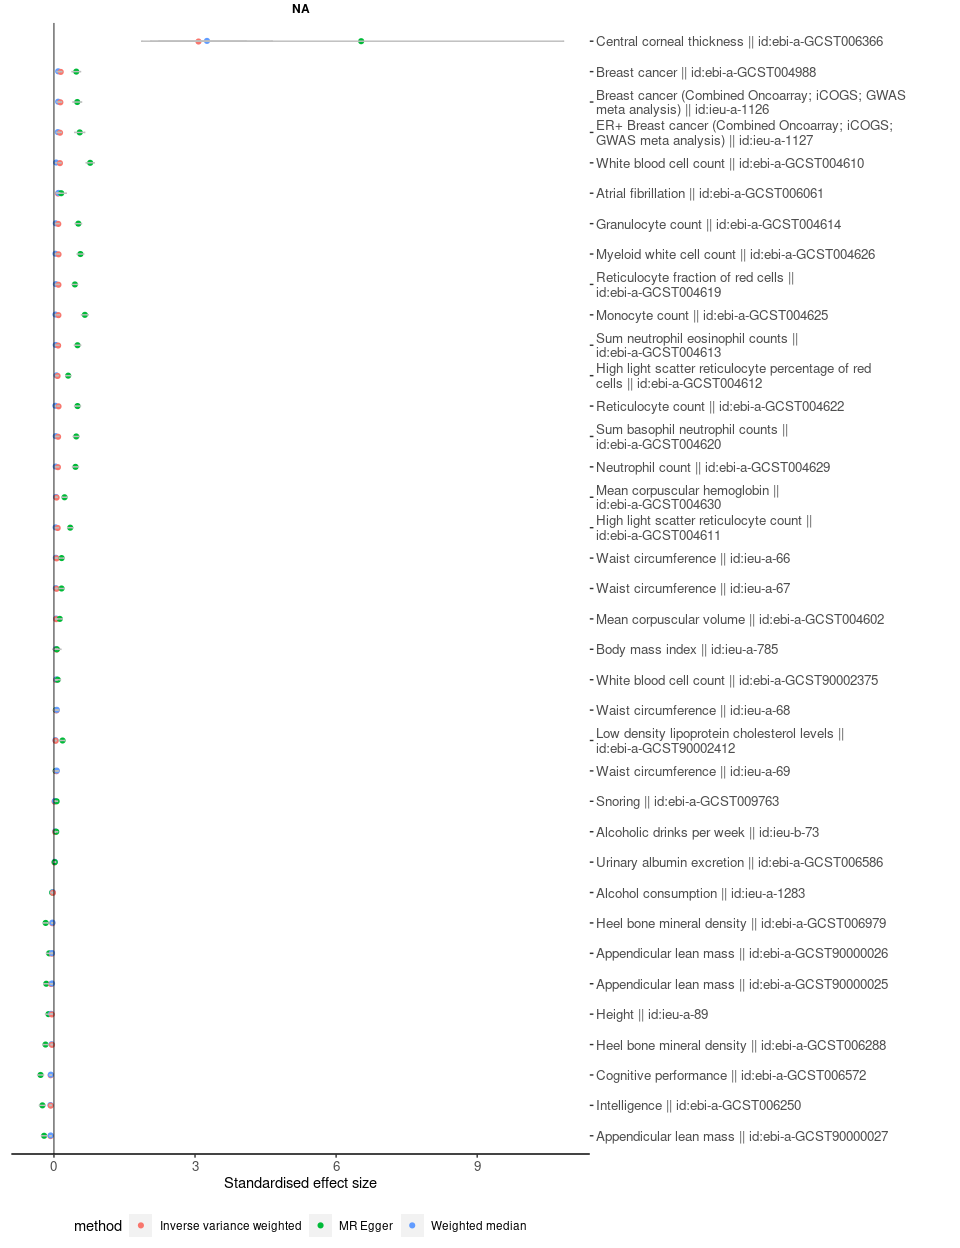 NA
Central corneal thickness || id:ebi-a-GCST006366
Breast cancer || id:ebi-a-GCST004988
Breast cancer (Combined Oncoarray; iCOGS; GWAS
meta analysis) || id:ieu-a-1126
ER+ Breast cancer (Combined Oncoarray; iCOGS;
GWAS meta analysis) || id:ieu-a-1127
White blood cell count || id:ebi-a-GCST004610
Atrial fibrillation || id:ebi-a-GCST006061
Granulocyte count || id:ebi-a-GCST004614
Myeloid white cell count || id:ebi-a-GCST004626
Reticulocyte fraction of red cells ||
id:ebi-a-GCST004619
Monocyte count || id:ebi-a-GCST004625
Sum neutrophil eosinophil counts ||
id:ebi-a-GCST004613
High light scatter reticulocyte percentage of red
cells || id:ebi-a-GCST004612
Reticulocyte count || id:ebi-a-GCST004622
Sum basophil neutrophil counts ||
id:ebi-a-GCST004620
Neutrophil count || id:ebi-a-GCST004629
Mean corpuscular hemoglobin ||
id:ebi-a-GCST004630
High light scatter reticulocyte count ||
id:ebi-a-GCST004611
Waist circumference || id:ieu-a-66
Waist circumference || id:ieu-a-67
Mean corpuscular volume || id:ebi-a-GCST004602
Body mass index || id:ieu-a-785
White blood cell count || id:ebi-a-GCST90002375
Waist circumference || id:ieu-a-68
Low density lipoprotein cholesterol levels ||
id:ebi-a-GCST90002412
Waist circumference || id:ieu-a-69
Snoring || id:ebi-a-GCST009763
Alcoholic drinks per week || id:ieu-b-73
Urinary albumin excretion || id:ebi-a-GCST006586
Alcohol consumption || id:ieu-a-1283
Heel bone mineral density || id:ebi-a-GCST006979
Appendicular lean mass || id:ebi-a-GCST90000026
Appendicular lean mass || id:ebi-a-GCST90000025
Height || id:ieu-a-89
Heel bone mineral density || id:ebi-a-GCST006288
Cognitive performance || id:ebi-a-GCST006572
Intelligence || id:ebi-a-GCST006250
Appendicular lean mass || id:ebi-a-GCST90000027
0 3 6 9
Standardised effect size
method Inverse variance weighted MR Egger Weighted median